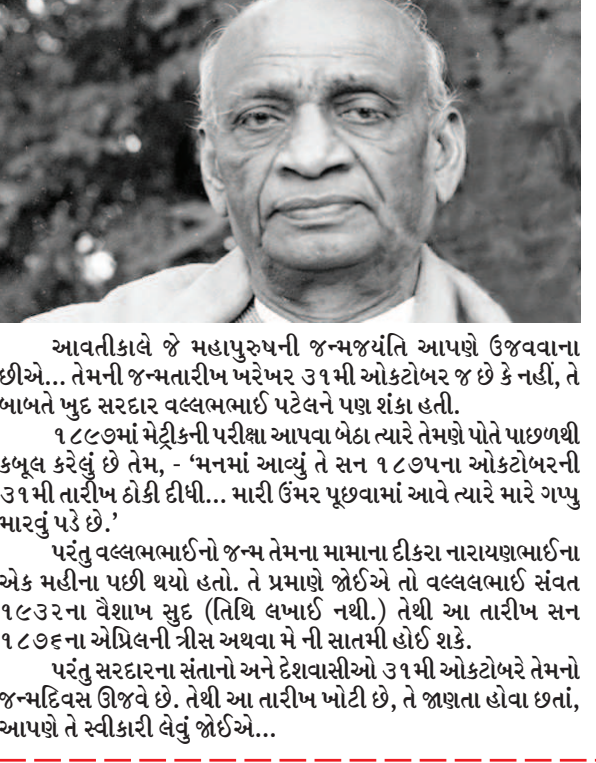 આવતીકાલે જે મહાપુરુષની જન્મજયંતિ આપણે ઉજવવાના
છીએ... તેમની જન્મતારીખ ખરેખર ૩૧મી ઓકટોબર જ છે કે નહીં, તે
બાબતે ખુદ સરદાર વલ્લભભાઈ પટેલને પણ શંકા હતી.
૧૮૯૭માં મેટ્રીકની પરીક્ષા આપવા બેઠા ત્યારે તેમણે પોતે પાછળથી
કબૂલ કરેલું છે તેમ, - ‘મનમાં આવ્યું તે સન ૧૮૭૫ના ઓકટોબરની
૩૧મી તારીખ ઠોકી દીધી... મારી ઉંમર પૂછવામાં આવે ત્યારે મારે ગપ્પુ
મારવું પડે છે.’
પરંતુ વલ્લભભાઈનો જન્મ તેમના મામાના દીકરા નારાયણભાઈના
એક મહીના પછી થયો હતો. તે પ્રમાણે જોઈએ તો વલ્લલભાઈ સંવત
૧૯૩૨ના વૈશાખ સુદ (તિથિ લખાઈ નથી.) તેથી આ તારીખ સન
૧૮૭૬ના એપ્રિલની ત્રીસ અથવા મે ની સાતમી હોઈ શકે.
પરંતુ સરદારના સંતાનો અને દેશવાસીઓ ૩૧મી ઓકટોબરે તેમનો
જન્મદિવસ ઊજવે છે. તેથી આ તારીખ ખોટી છે, તે જાણતા હોવા છતાં,
આપણે તે સ્વીકારી લેવું જોઈએ...